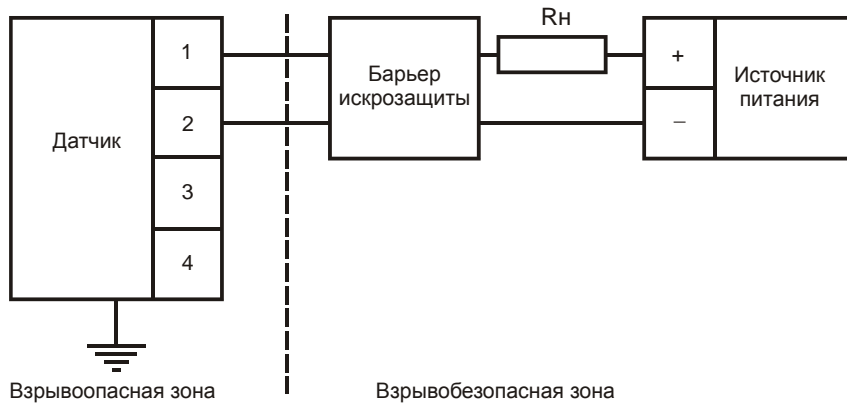 Rн
1
2
3
4
Датчик
Барьер
искрозащиты
+
−
Источник
питания
Взрывоопасная зона
Взрывобезопасная зона